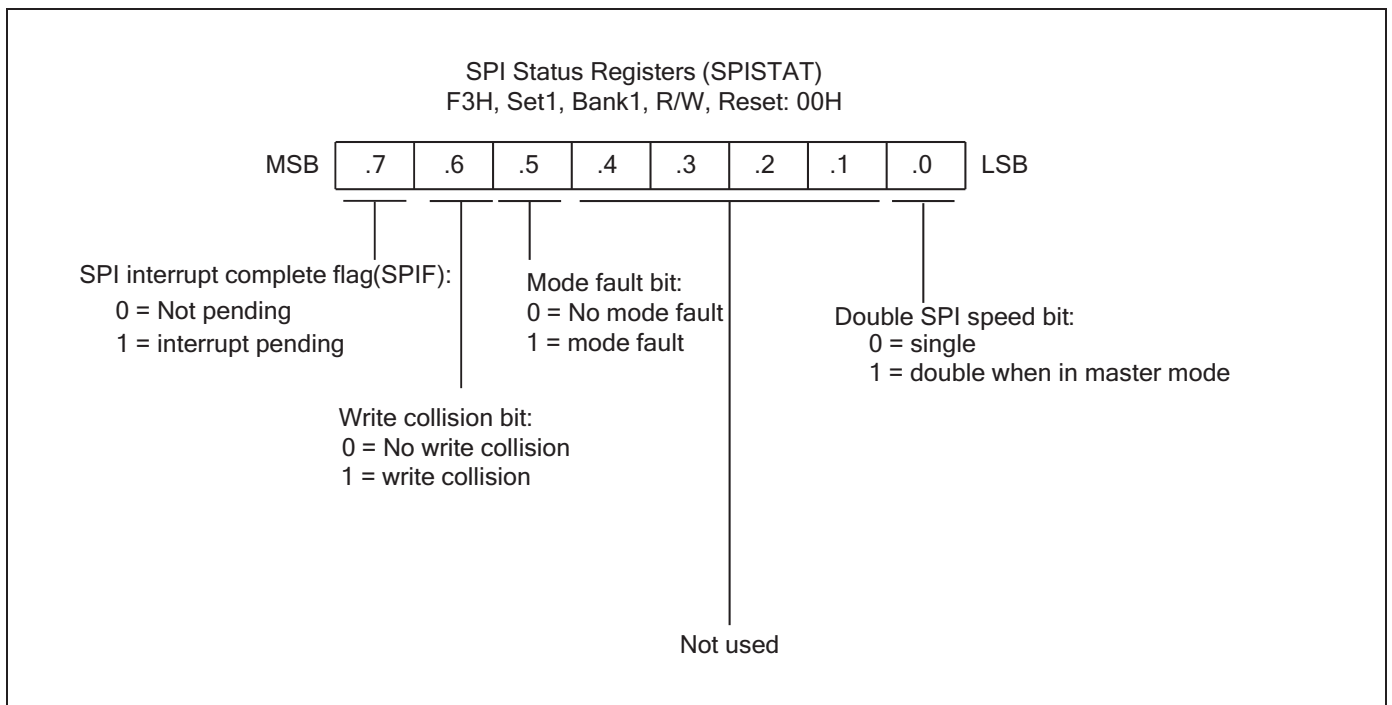 SPI Status Registers (SPISTAT)
F3H, Set1, Bank1, R/W, Reset: 00H
MSB .7 .6 .5 .4 .3 .2 .1 .0 LSB
SPI interrupt complete flag(SPIF):
0 = Not pending
1 = interrupt pending
Write collision bit:
0 = No write collision
1 = write collision
Mode fault bit:
0 = No mode fault
1 = mode fault
Not used
Double SPI speed bit:
0 = single
1 = double when in master mode